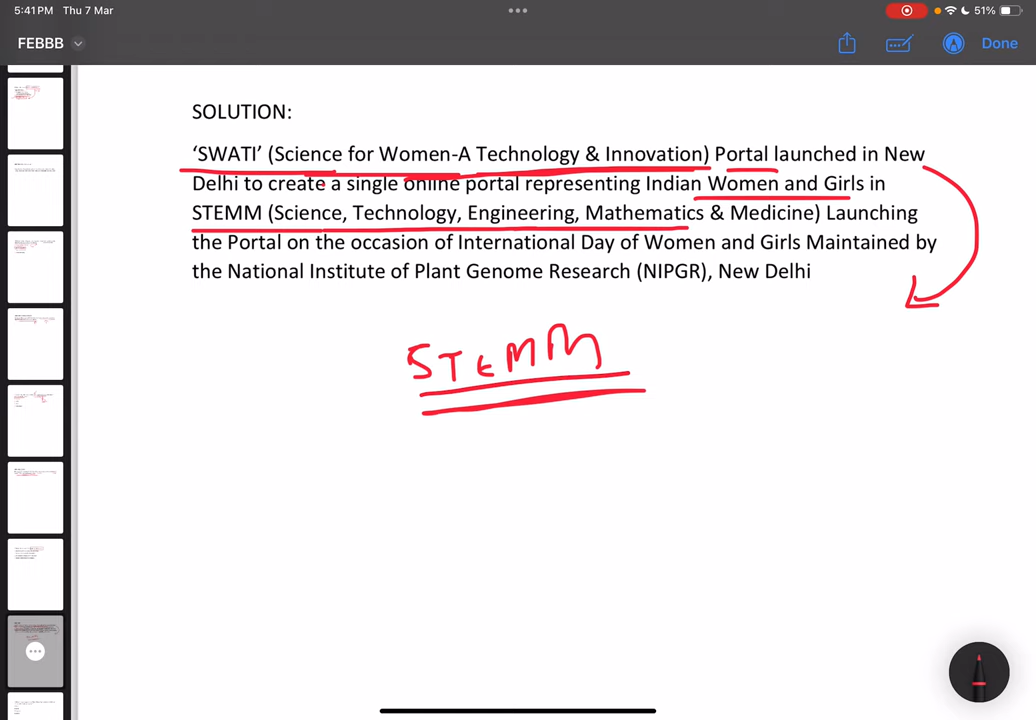 5:41 PM Thu 7 Mar
51%
FEBBB
Done
SOLUTION:
‘SWATI’ (Science for Women-A Technology & Innovation) Portal launched in New
Delhi to create a single online portal representing Indian Women and Girls in
STEMM (Science, Technology, Engineering, Mathematics & Medicine) Launching
the Portal on the occasion of International Day of Women and Girls Maintained by
the National Institute of Plant Genome Research (NIPGR), New Delhi
STEMM